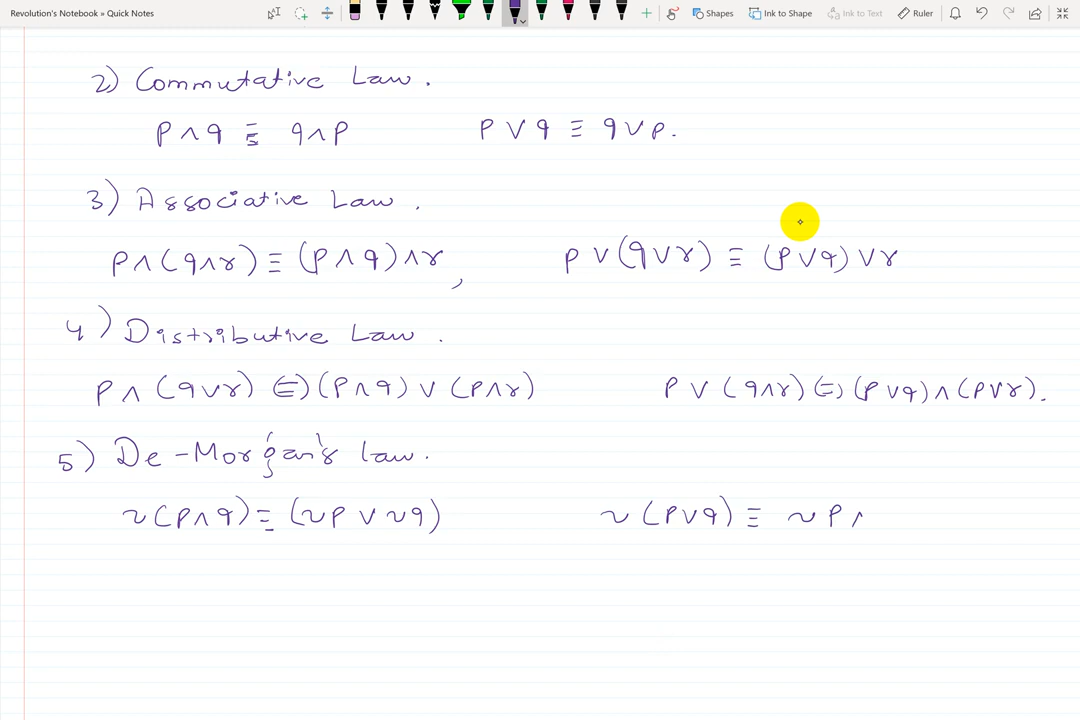 Revolution's Notebook » Quick Notes Shapes Ink to Shape Ink to Text Ruler
2) Commutative Law.
p ∧ q ≡ q ∧ p p ∨ q ≡ q ∨ p.
3) Associative Law.
p ∧ (q ∧ r) ≡ (p ∧ q) ∧ r, p ∨ (q ∨ r) ≡ (p ∨ q) ∨ r
4) Distributive Law.
p ∧ (q ∨ r) ≡ (p ∧ q) ∨ (p ∧ r) p ∨ (q ∧ r) ≡ (p ∨ q) ∧ (p ∨ r).
5) De-Morgan's law.
~(p ∧ q) ≡ (~p ∨ ~q) ~(p ∨ q) ≡ ~p ∧